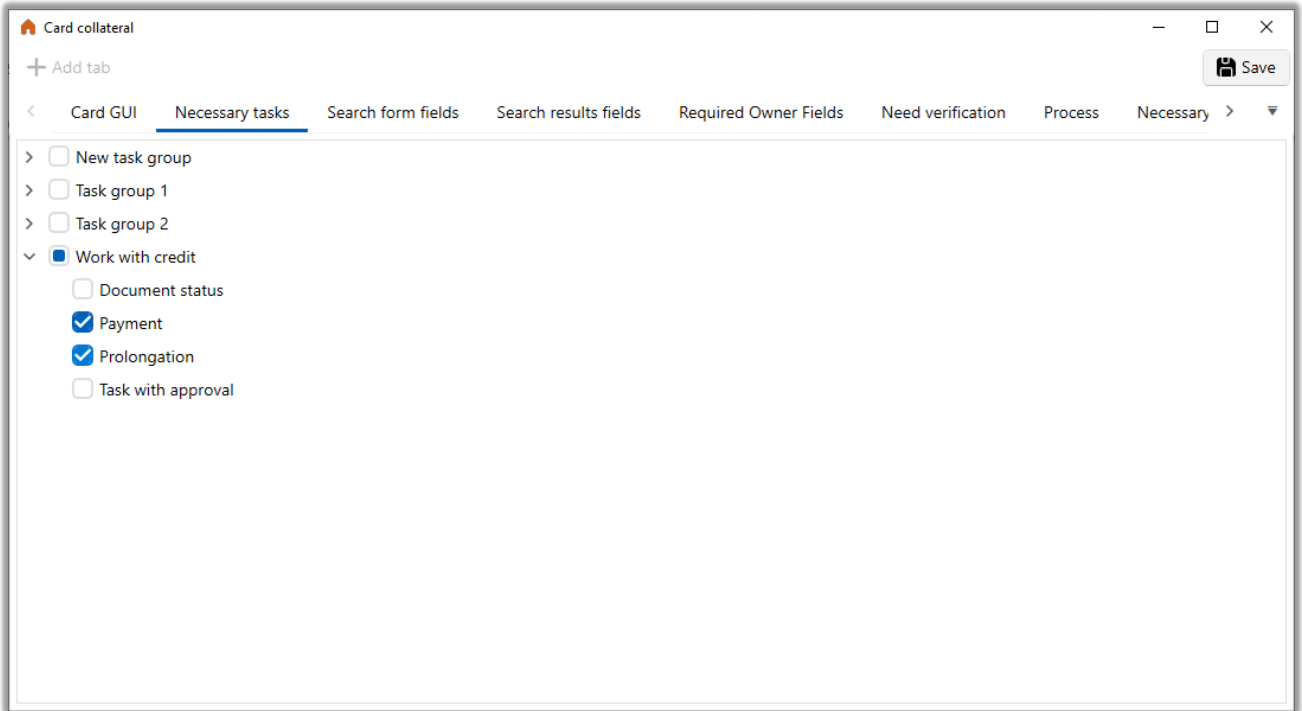 Card collateral
Add tab
Save
Card GUI Necessary tasks Search form fields Search results fields Required Owner Fields Need verification Process Necessary
New task group
Task group 1
Task group 2
Work with credit
Document status
Payment
Prolongation
Task with approval